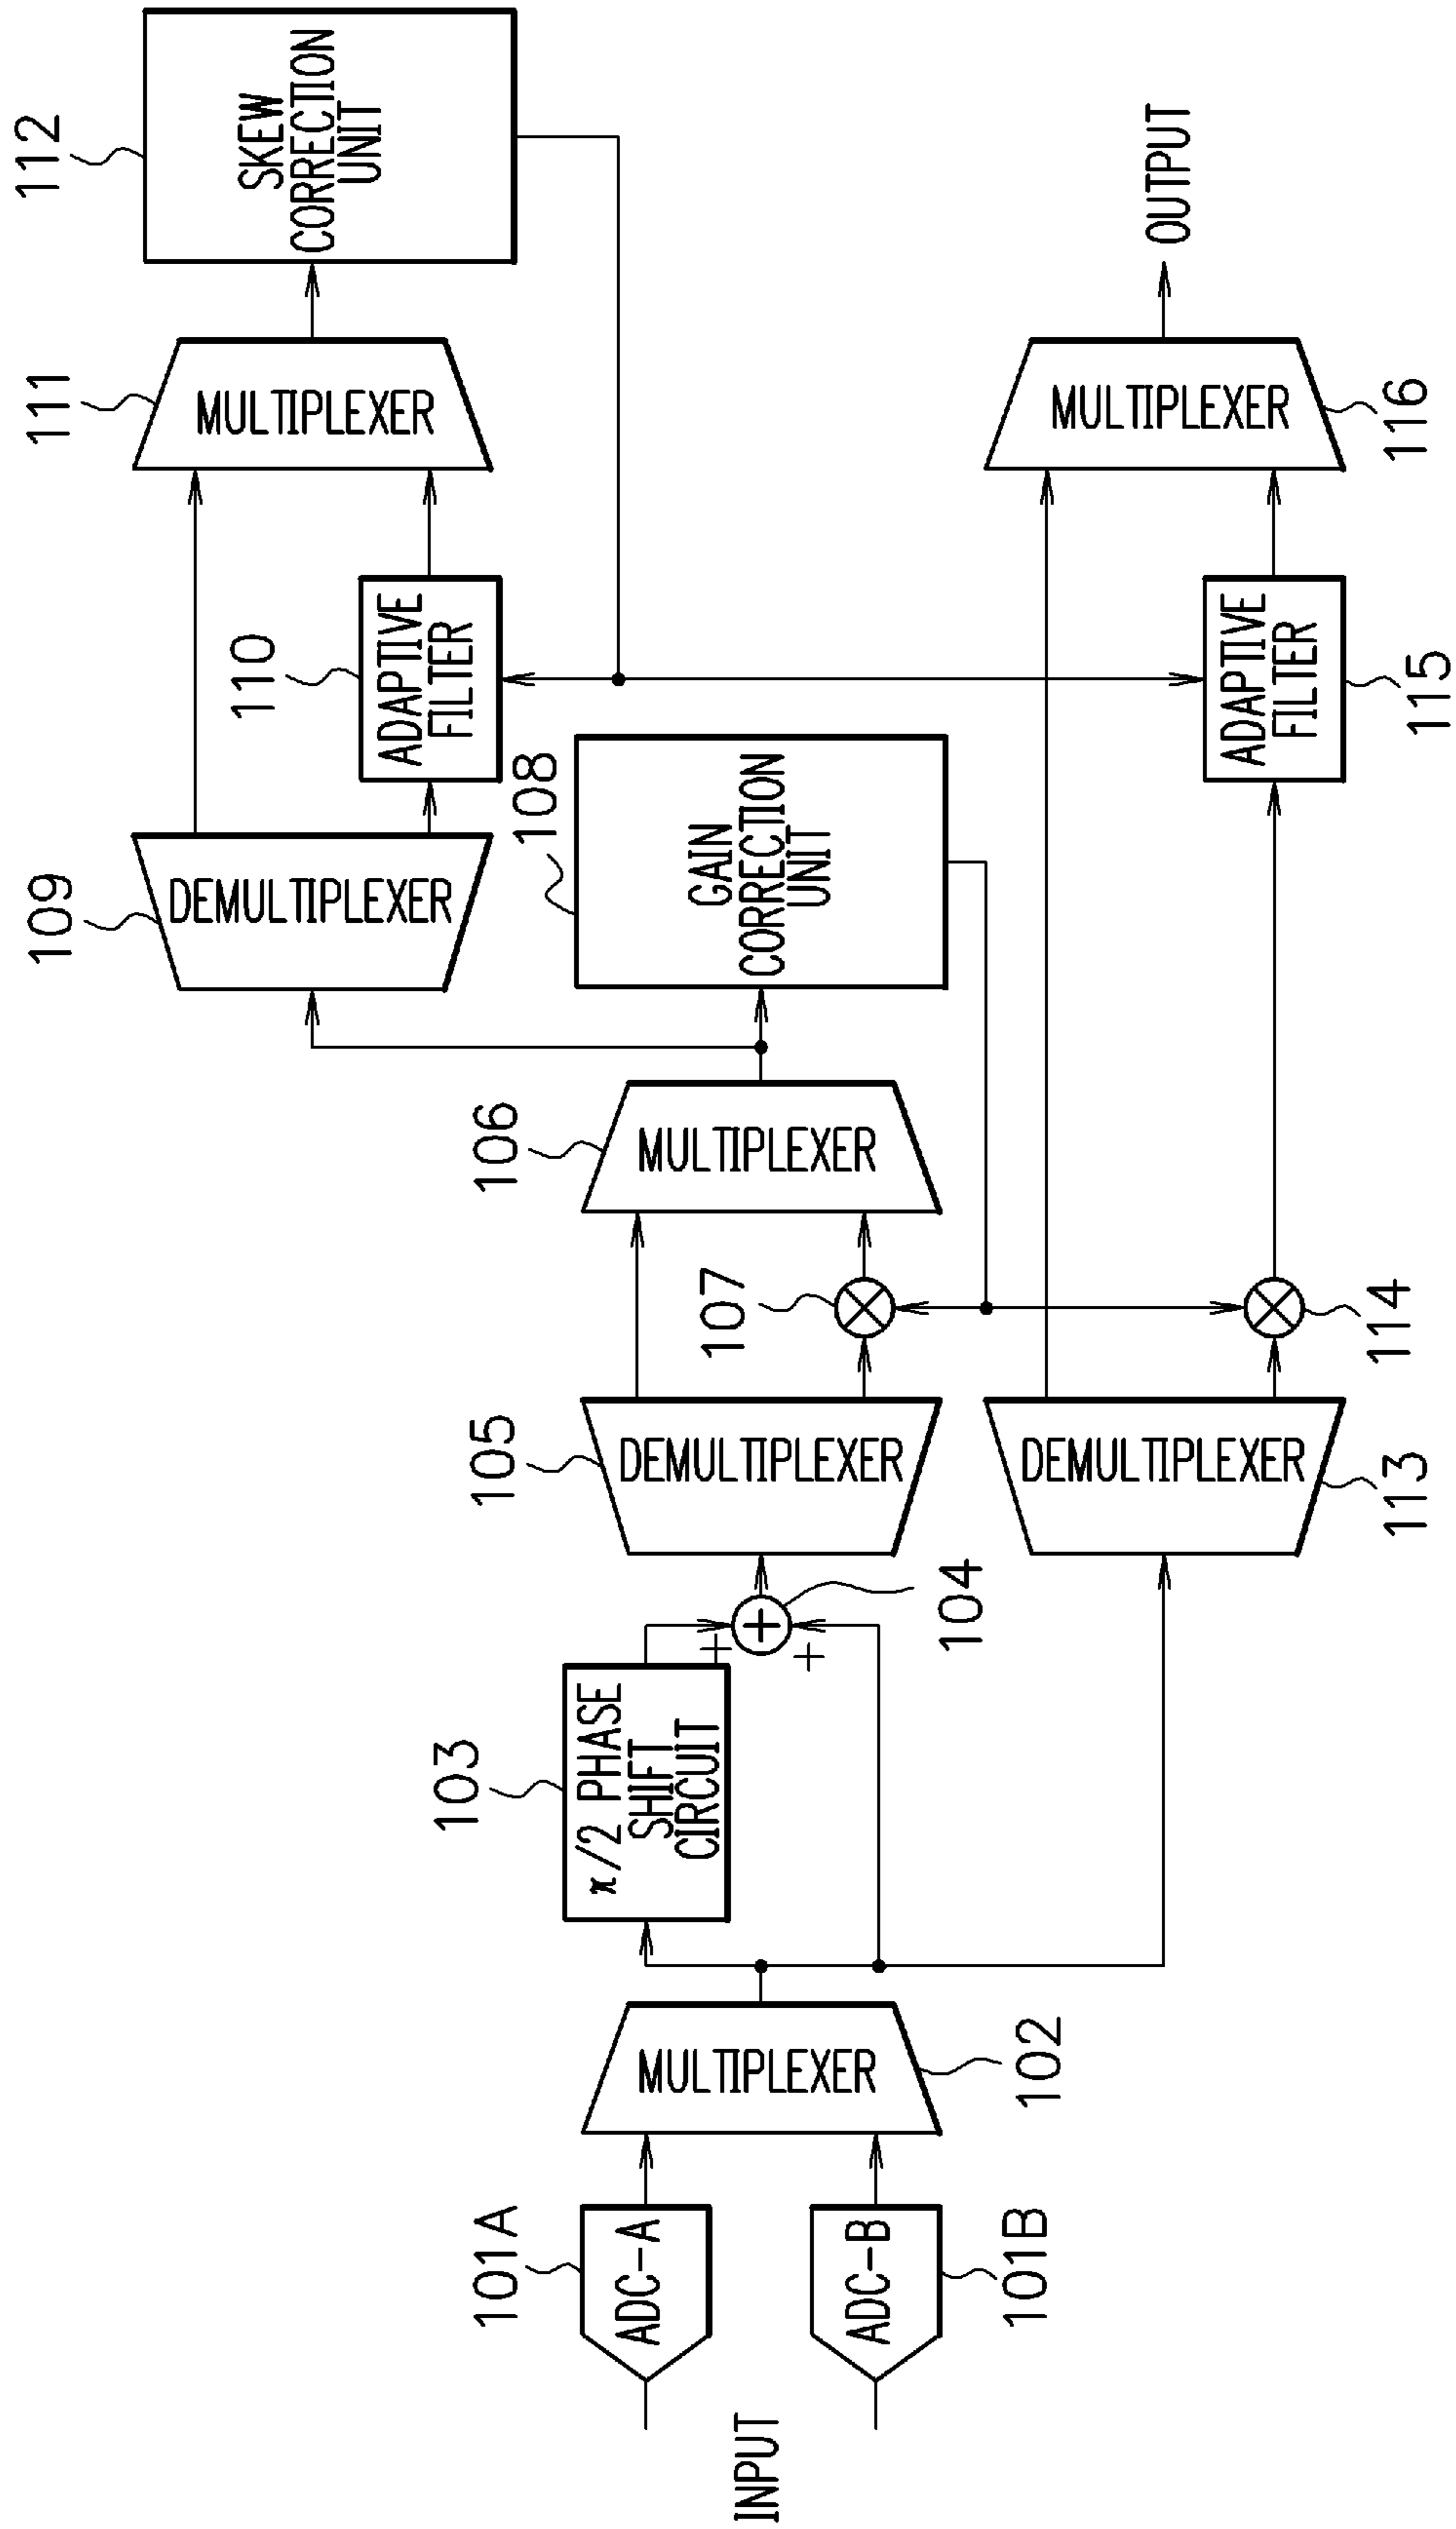 INPUT
101A
ADC-A
101B
ADC-B
102
MULTIPLEXER
103
π/2 PHASE
SHIFT
CIRCUIT
+
+
+
104
105
DEMULTIPLEXER
107
106
MULTIPLEXER
108
GAIN
CORRECTION
UNIT
109
DEMULTIPLEXER
110
ADAPTIVE
FILTER
111
MULTIPLEXER
112
SKEW
CORRECTION
UNIT
113
DEMULTIPLEXER
114
115
ADAPTIVE
FILTER
116
MULTIPLEXER
OUTPUT